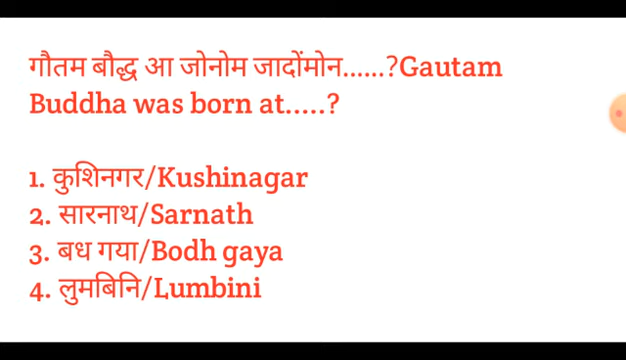 गौतम बौद्ध आ जोनोम जादोंमोन......?Gautam
Buddha was born at.....?
1. कुशिनगर/Kushinagar
2. सारनाथ/Sarnath
3. बध गया/Bodh gaya
4. लुमबिनि/Lumbini